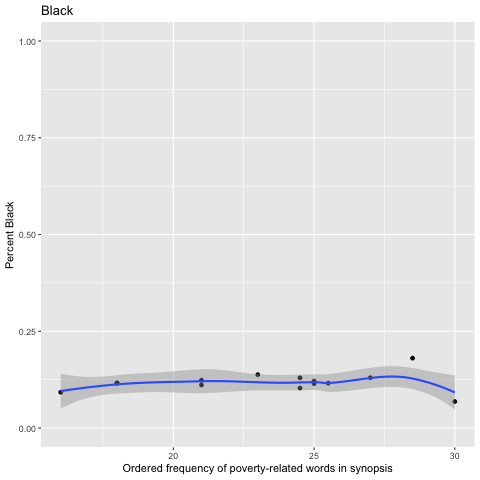 Black
1.00
0.75
0.50
0.25
0.00
Percent Black
20
25
30
Ordered frequency of poverty-related words in synopsis